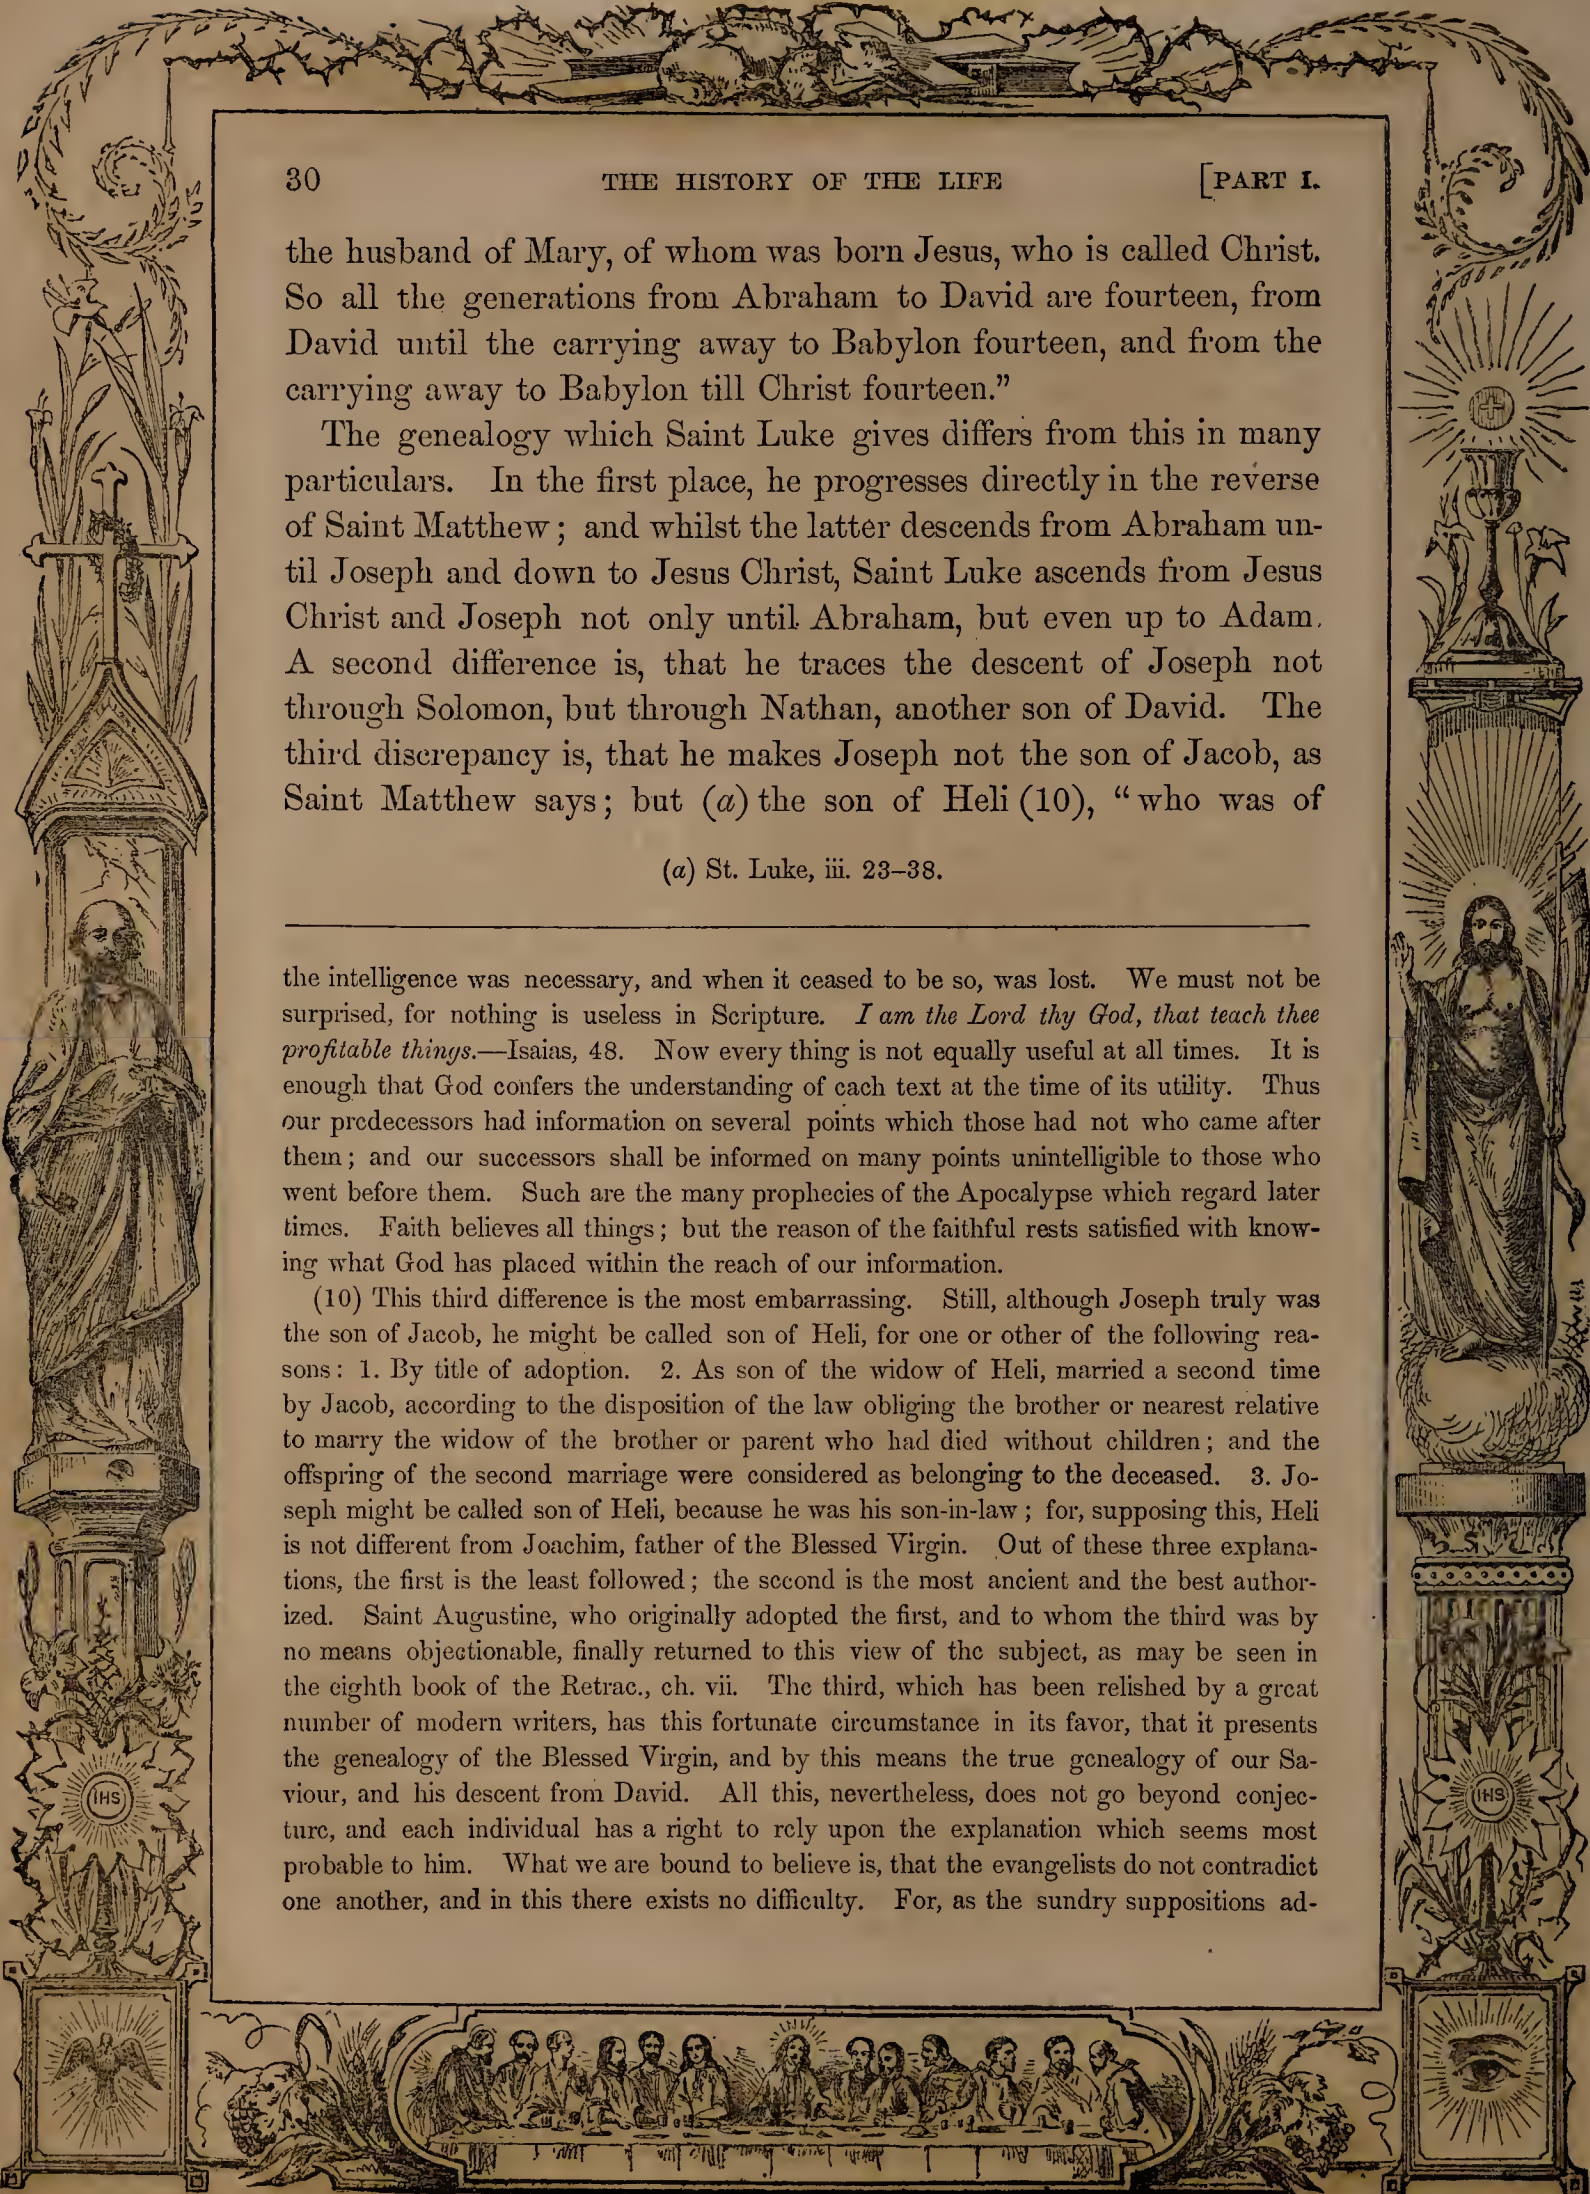 30 THE HISTORY OF THE LIFE [PART I.
the husband of Mary, of whom was born Jesus, who is called Christ.
So all the generations from Abraham to David are fourteen, from
David until the carrying away to Babylon fourteen, and from the
carrying away to Babylon till Christ fourteen.”
The genealogy which Saint Luke gives differs from this in many
particulars. In the first place, he progresses directly in the reverse
of Saint Matthew; and whilst the latter descends from Abraham un-
til Joseph and down to Jesus Christ, Saint Luke ascends from Jesus
Christ and Joseph not only until Abraham, but even up to Adam.
A second difference is, that he traces the descent of Joseph not
through Solomon, but through Nathan, another son of David. The
third discrepancy is, that he makes Joseph not the son of Jacob, as
Saint Matthew says; but (a) the son of Heli (10), “who was of
(a) St. Luke, iii. 23–38.
the intelligence was necessary, and when it ceased to be so, was lost. We must not be
surprised, for nothing is useless in Scripture. I am the Lord thy God, that teach thee
profitable things.—Isaias, 48. Now every thing is not equally useful at all times. It is
enough that God confers the understanding of each text at the time of its utility. Thus
our predecessors had information on several points which those had not who came after
them; and our successors shall be informed on many points unintelligible to those who
went before them. Such are the many prophecies of the Apocalypse which regard later
times. Faith believes all things; but the reason of the faithful rests satisfied with know-
ing what God has placed within the reach of our information.
(10) This third difference is the most embarrassing. Still, although Joseph truly was
the son of Jacob, he might be called son of Heli, for one or other of the following rea-
sons: 1. By title of adoption. 2. As son of the widow of Heli, married a second time
by Jacob, according to the disposition of the law obliging the brother or nearest relative
to marry the widow of the brother or parent who had died without children; and the
offspring of the second marriage were considered as belonging to the deceased. 3. Jo-
seph might be called son of Heli, because he was his son-in-law; for, supposing this, Heli
is not different from Joachim, father of the Blessed Virgin. Out of these three explana-
tions, the first is the least followed; the second is the most ancient and the best author-
ized. Saint Augustine, who originally adopted the first, and to whom the third was by
no means objectionable, finally returned to this view of the subject, as may be seen in
the eighth book of the Retrac., ch. vii. The third, which has been relished by a great
number of modern writers, has this fortunate circumstance in its favor, that it presents
the genealogy of the Blessed Virgin, and by this means the true genealogy of our Sa-
viour, and his descent from David. All this, nevertheless, does not go beyond conjec-
ture, and each individual has a right to rely upon the explanation which seems most
probable to him. What we are bound to believe is, that the evangelists do not contradict
one another, and in this there exists no difficulty. For, as the sundry suppositions ad-
IHS
IHS